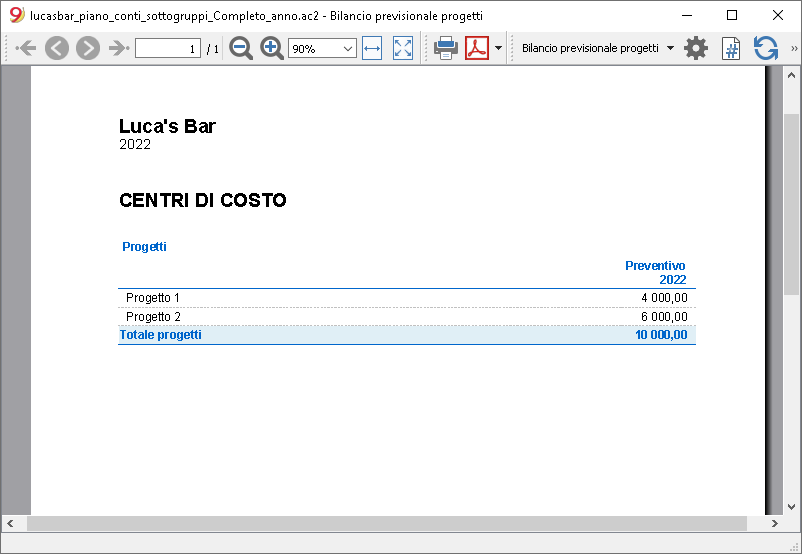 lucasbar_piano_conti_sottogruppi_Completo_anno.ac2 - Bilancio previsionale progetti
1 / 1 90% Bilancio previsionale progetti
Luca's Bar
2022
CENTRI DI COSTO
Progetti
Preventivo
2022
Progetto 1 4 000,00
Progetto 2 6 000,00
Totale progetti 10 000,00